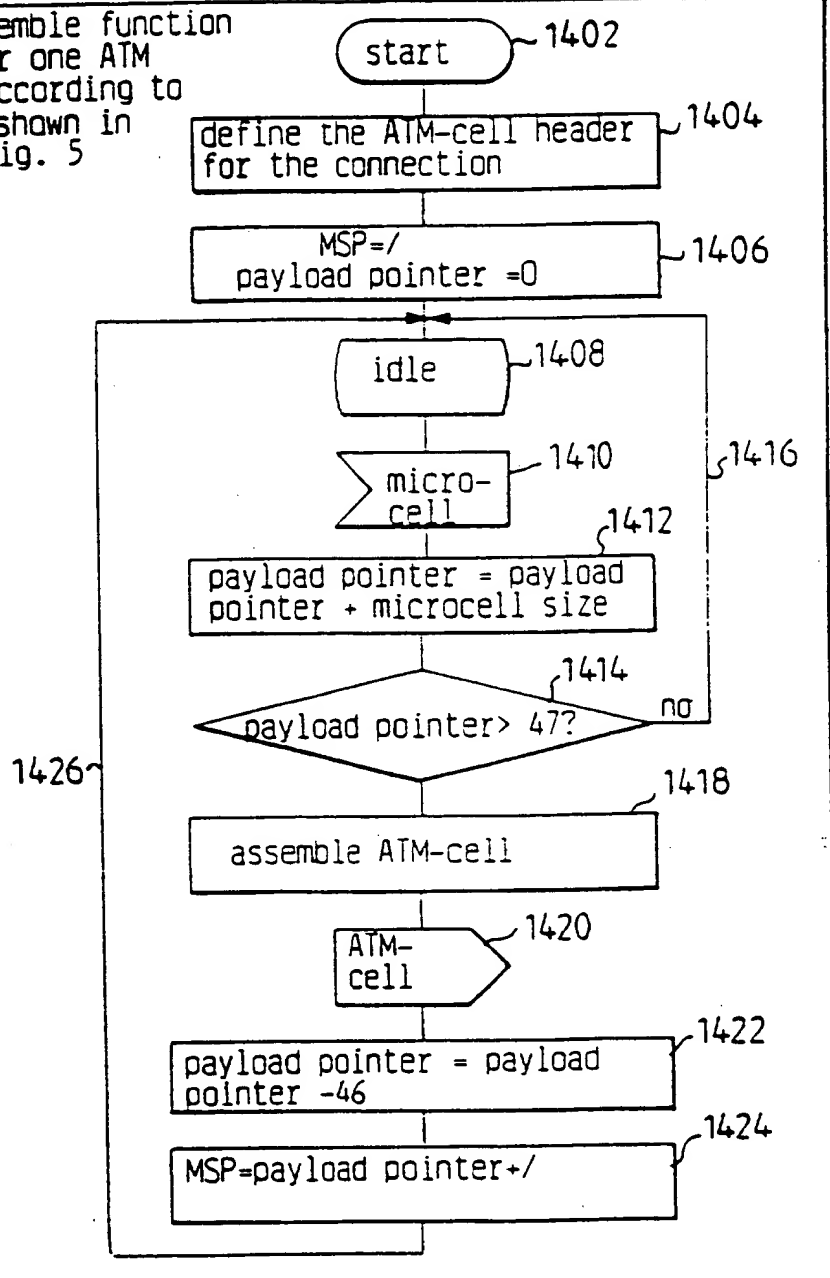 emble function
r one ATM
ccording to
shown in
ig. 5
start
1402
define the ATM-cell header
for the connection
1404
MSP=/
payload pointer =0
1406
idle
1408
micro-
cell
1410
1416
1412
payload pointer = payload
pointer + microcell size
1414
payload pointer> 47?
no
1426
1418
assemble ATM-cell
ATM-
cell
1420
1422
payload pointer = payload
pointer -46
1424
MSP=payload pointer+/